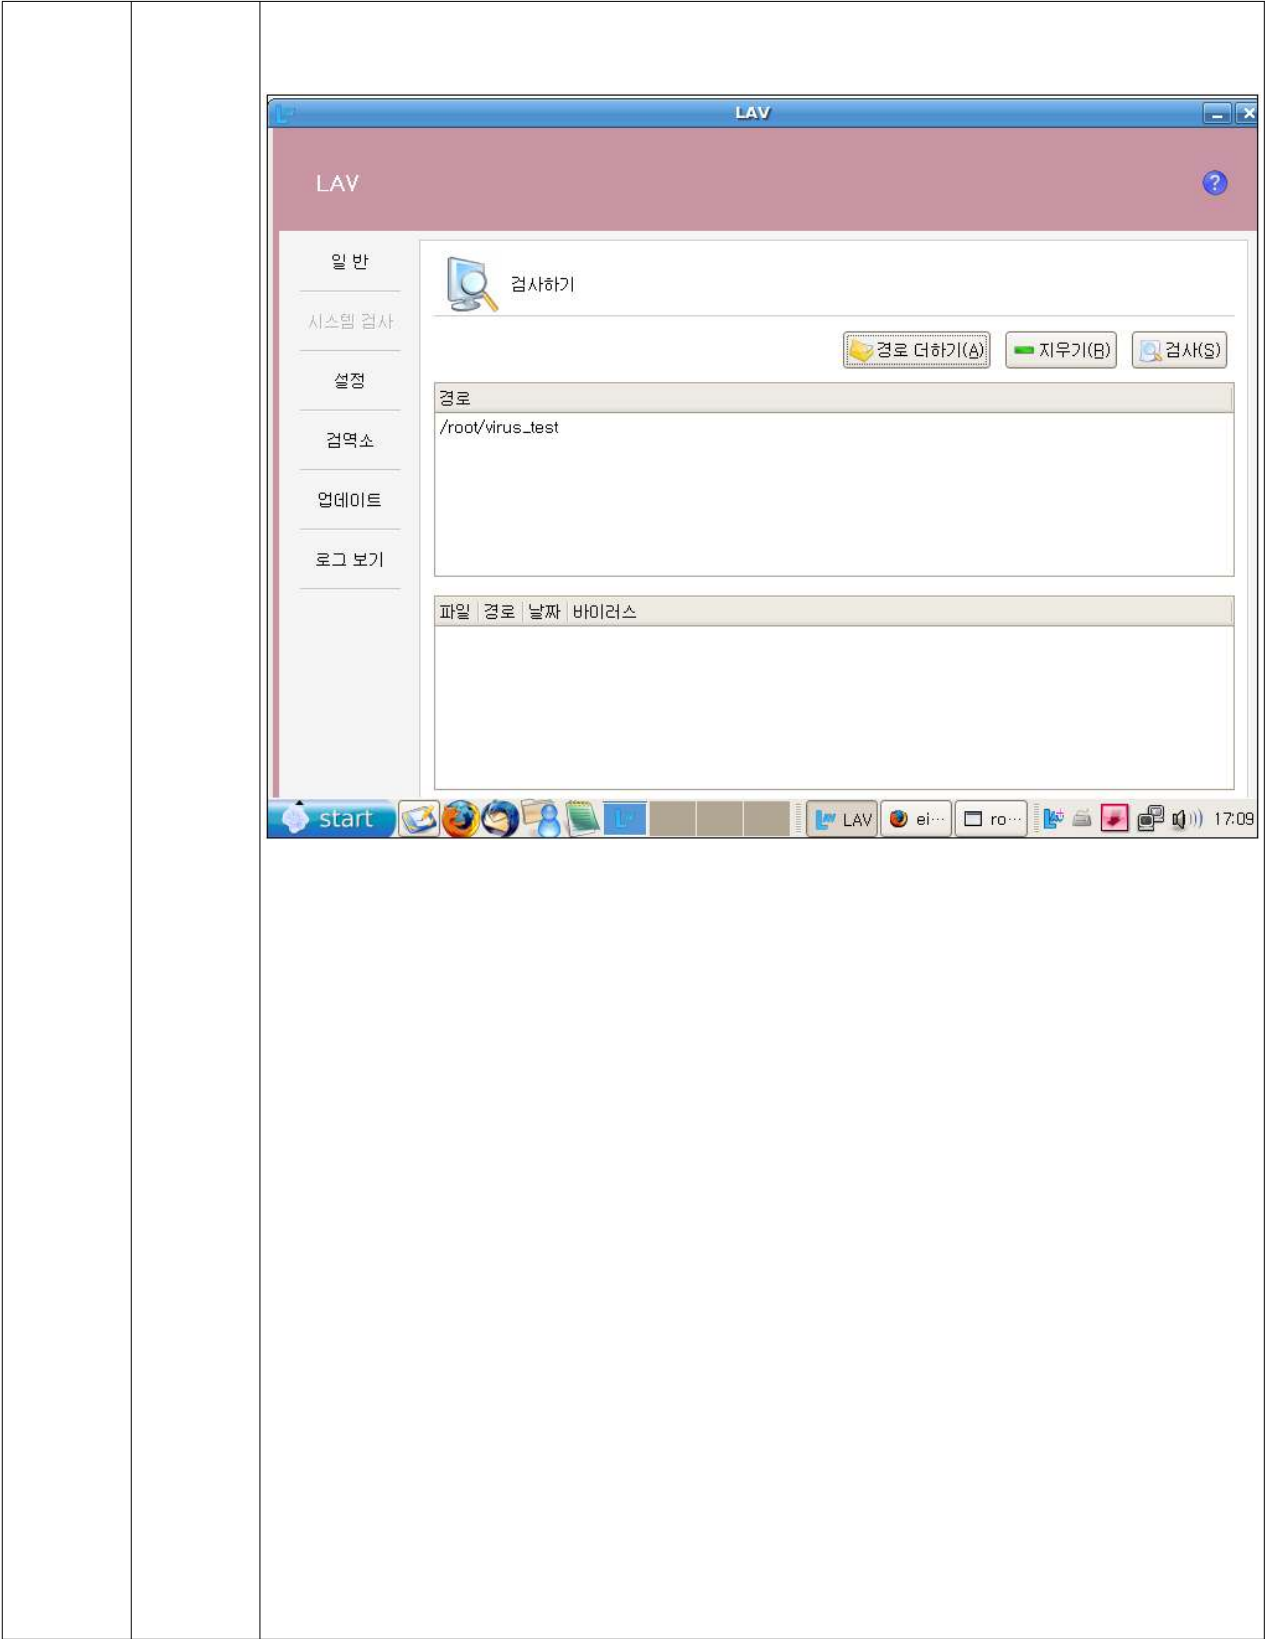 LAV
LAV
?
일 반
시스템 검사
설정
검역소
업데이트
로그 보기
검사하기
경로 더하기(A) 지우기(R) 검사(S)
경로
/root/virus_test
파일 경로 날짜 바이러스
start LAV ei... ro... 17:09